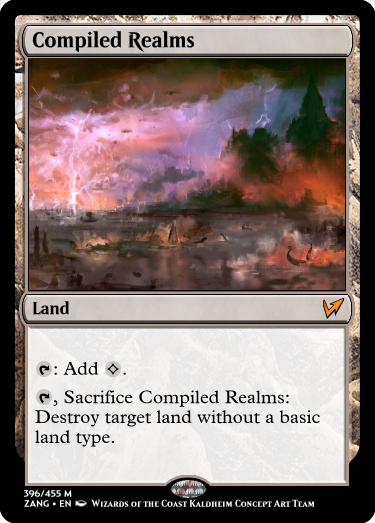 Compiled Realms
Land
: Add .
, Sacrifice Compiled Realms:
Destroy target land without a basic
land type.
396/455 M
ZANG • EN Wizards of the Coast Kaldheim Concept Art Team